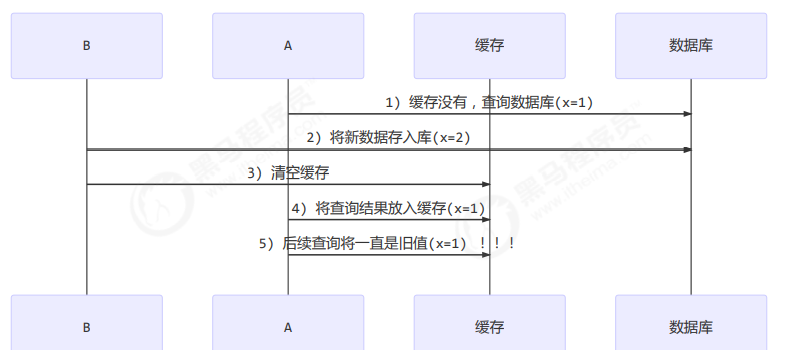 B A 缓存 数据库
1) 缓存没有，查询数据库(x=1)
2) 将新数据存入库(x=2)
3) 清空缓存
4) 将查询结果放入缓存(x=1)
5) 后续查询将一直是旧值(x=1) ！！！
B A 缓存 数据库
黑马程序员
www.itheima.com
黑马程序员
www.itheima.com